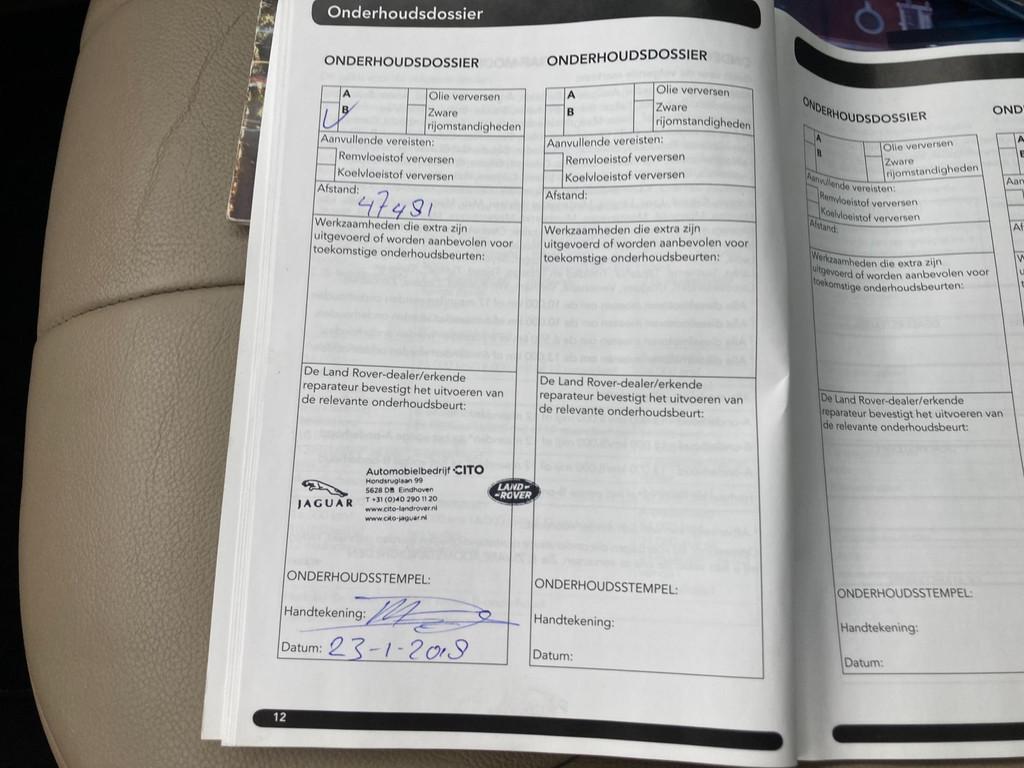 Onderhoudsdossier
ONDERHOUDSDOSSIER
A
B
Olie verversen
Zware
rijomstandigheden
Aanvullende vereisten:
Remvloeistof verversen
Koelvloeistof verversen
Afstand:
47481
Werkzaamheden die extra zijn
uitgevoerd of worden aanbevolen voor
toekomstige onderhoudsbeurten:
De Land Rover-dealer/erkende
reparateur bevestigt het uitvoeren van
de relevante onderhoudsbeurt:
JAGUAR
Automobielbedrijf CITO
Hondsruglaan 99
5628 DB Eindhoven
T +31 (0)40 290 11 20
www.cito-landrover.nl
www.cito-jaguar.nl
LAND-
-ROVER
ONDERHOUDSSTEMPEL:
Handtekening:
Datum: 23-1-2018
ONDERHOUDSDOSSIER
A
B
Olie verversen
Zware
rijomstandigheden
Aanvullende vereisten:
Remvloeistof verversen
Koelvloeistof verversen
Afstand:
Werkzaamheden die extra zijn
uitgevoerd of worden aanbevolen voor
toekomstige onderhoudsbeurten:
De Land Rover-dealer/erkende
reparateur bevestigt het uitvoeren van
de relevante onderhoudsbeurt:
ONDERHOUDSSTEMPEL:
Handtekening:
Datum:
12
ONDERHOUDSDOSSIER
A
B
Olie verversen
Zware
rijomstandigheden
Aanvullende vereisten:
Remvloeistof verversen
Koelvloeistof verversen
Afstand:
Werkzaamheden die extra zijn
uitgevoerd of worden aanbevolen voor
toekomstige onderhoudsbeurten:
De Land Rover-dealer/erkende
reparateur bevestigt het uitvoeren van
de relevante onderhoudsbeurt:
ONDERHOUDSSTEMPEL:
Handtekening:
Datum:
OND